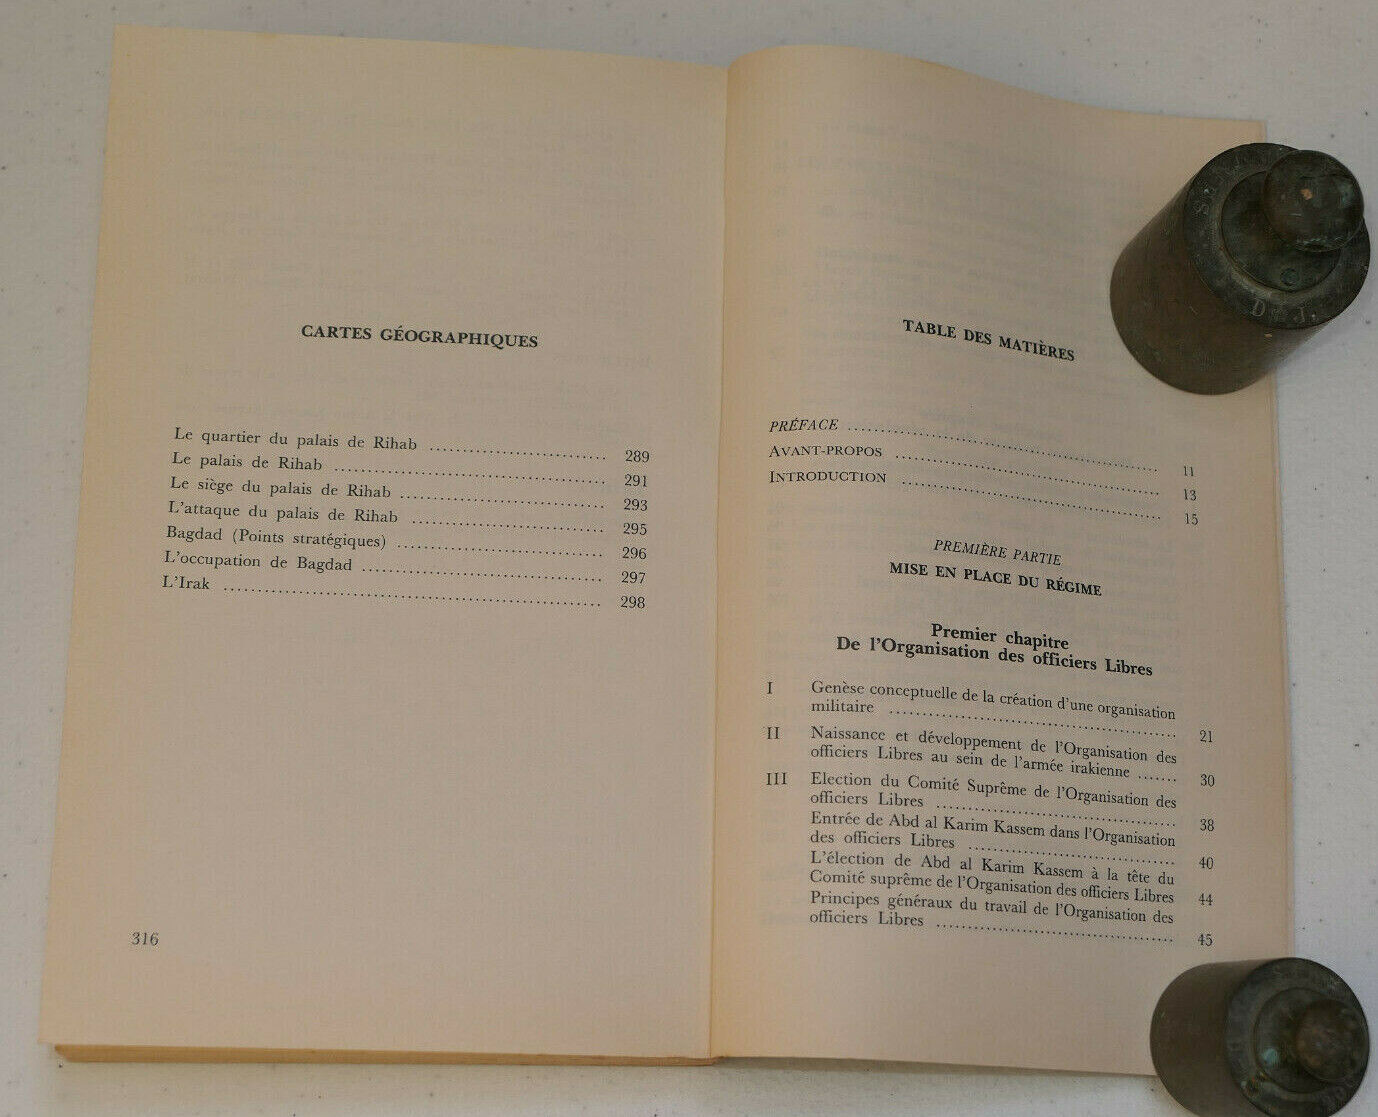 CARTES GÉOGRAPHIQUES
Le quartier du palais de Rihab ........................ 289
Le palais de Rihab ........................ 291
Le siège du palais de Rihab ........................ 293
L'attaque du palais de Rihab ........................ 295
Bagdad (Points stratégiques) ........................ 296
L'occupation de Bagdad ........................ 297
L'Irak ........................ 298
316
TABLE DES MATIÈRES
PRÉFACE ........................ 11
AVANT-PROPOS ........................ 13
INTRODUCTION ........................ 15
PREMIÈRE PARTIE
MISE EN PLACE DU RÉGIME
Premier chapitre
De l'Organisation des officiers Libres
I Genèse conceptuelle de la création d'une organisation
militaire ........................ 21
II Naissance et développement de l'Organisation des
officiers Libres au sein de l'armée irakienne ....... 30
III Election du Comité Suprême de l'Organisation des
officiers Libres ........................ 38
Entrée de Abd al Karim Kassem dans l'Organisation
des officiers Libres ........................ 40
L'élection de Abd al Karim Kassem à la tête du
Comité suprême de l'Organisation des officiers Libres 44
Principes généraux du travail de l'Organisation des
officiers Libres ........................ 45